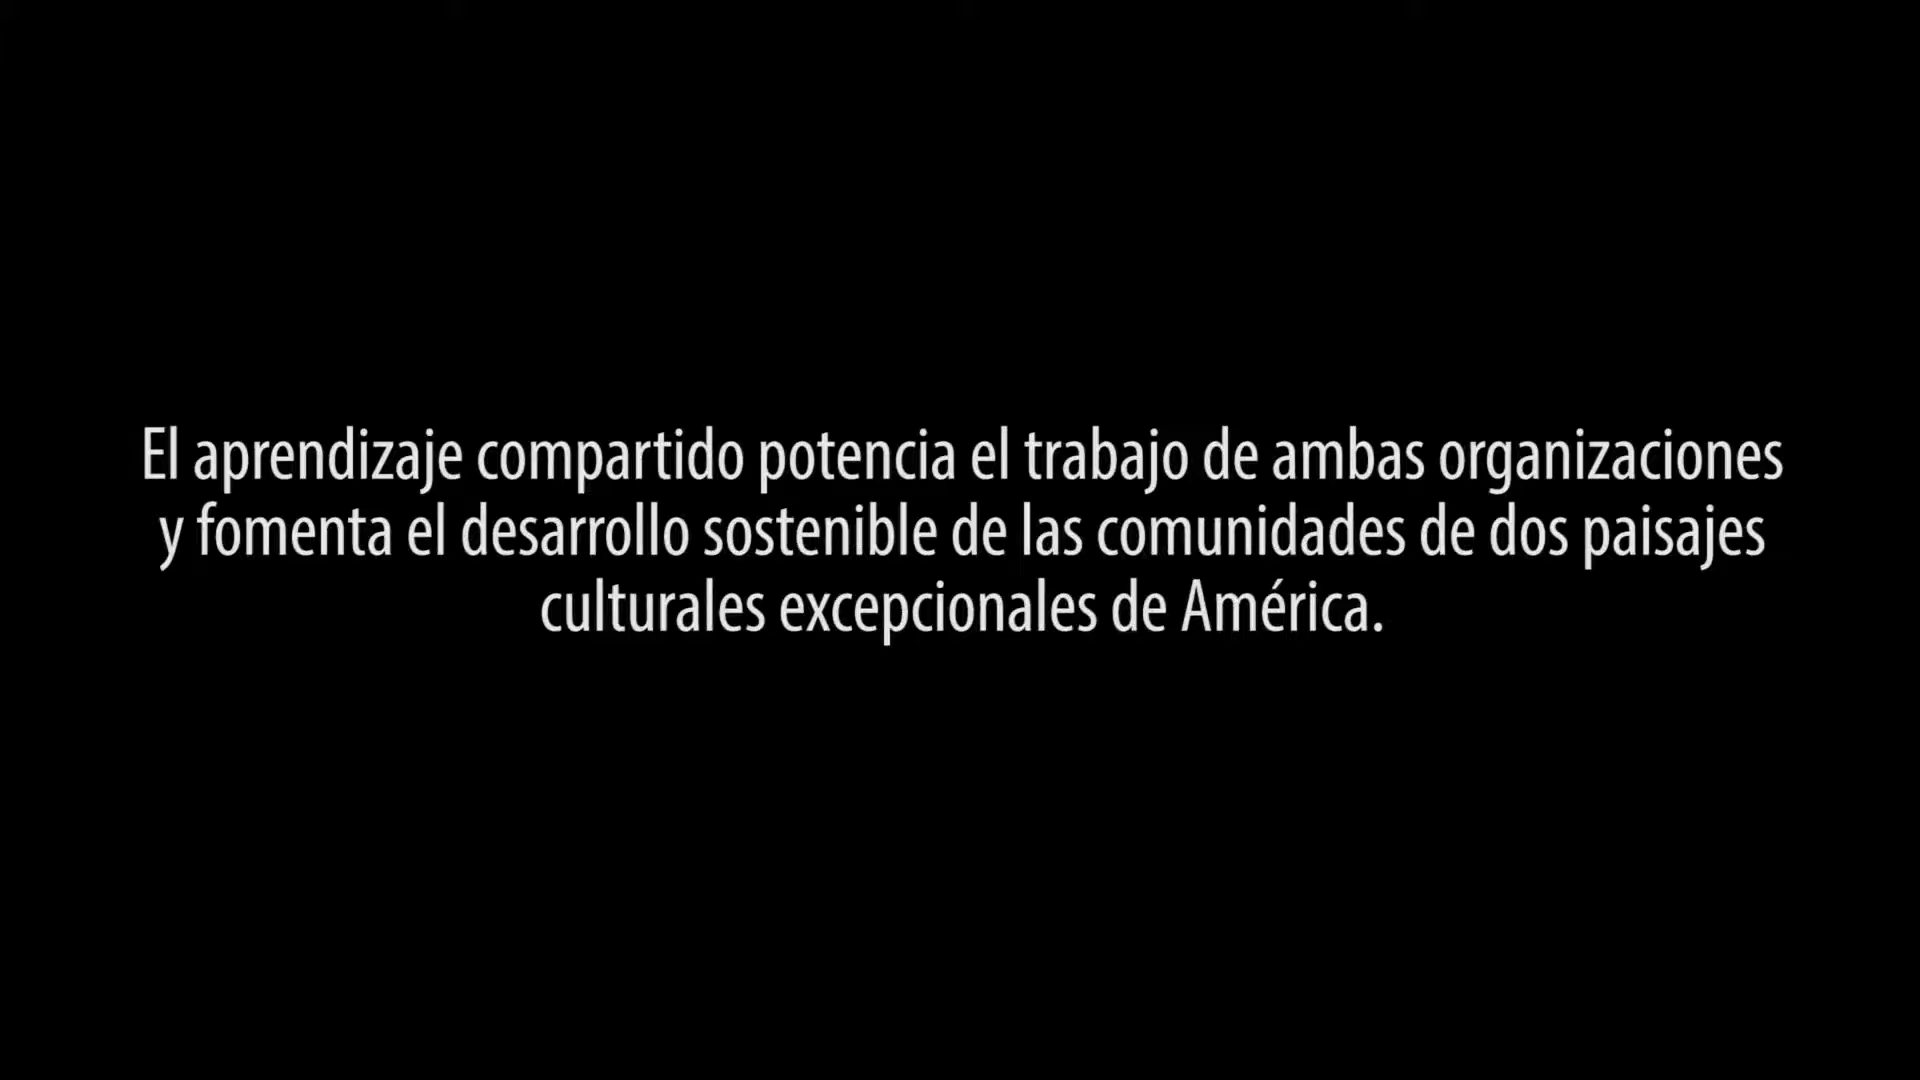 El aprendizaje compartido potencia el trabajo de ambas organizaciones
y fomenta el desarrollo sostenible de las comunidades de dos paisajes
culturales excepcionales de América.